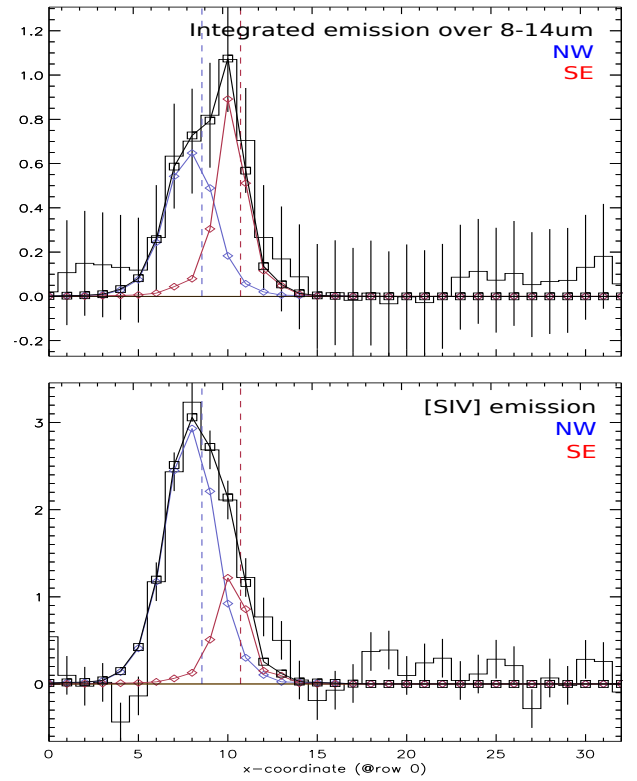 Integrated emission over 8-14um
NW
SE
1.2
1.0
0.8
0.6
0.4
0.2
0.0
-0.2
[SIV] emission
NW
SE
3
2
1
0
0 5 10 15 20 25 30
x-coordinate (@row 0)